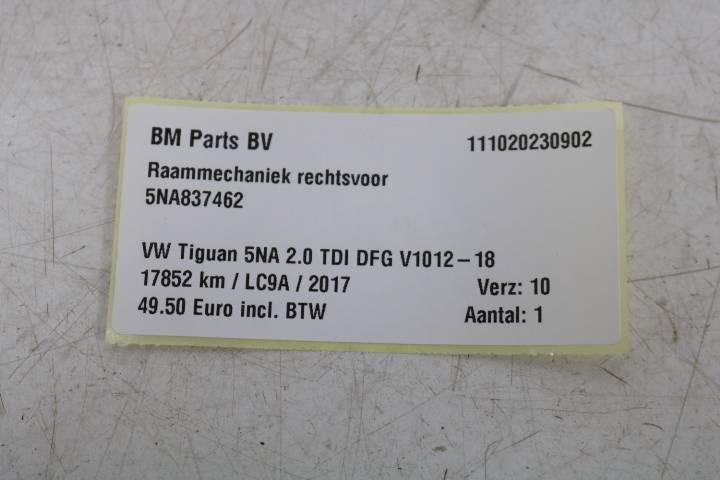 BM Parts BV 111020230902
Raammechaniek rechtsvoor
5NA837462
VW Tiguan 5NA 2.0 TDI DFG V1012-18
17852 km / LC9A / 2017 Verz: 10
49.50 Euro incl. BTW Aantal: 1